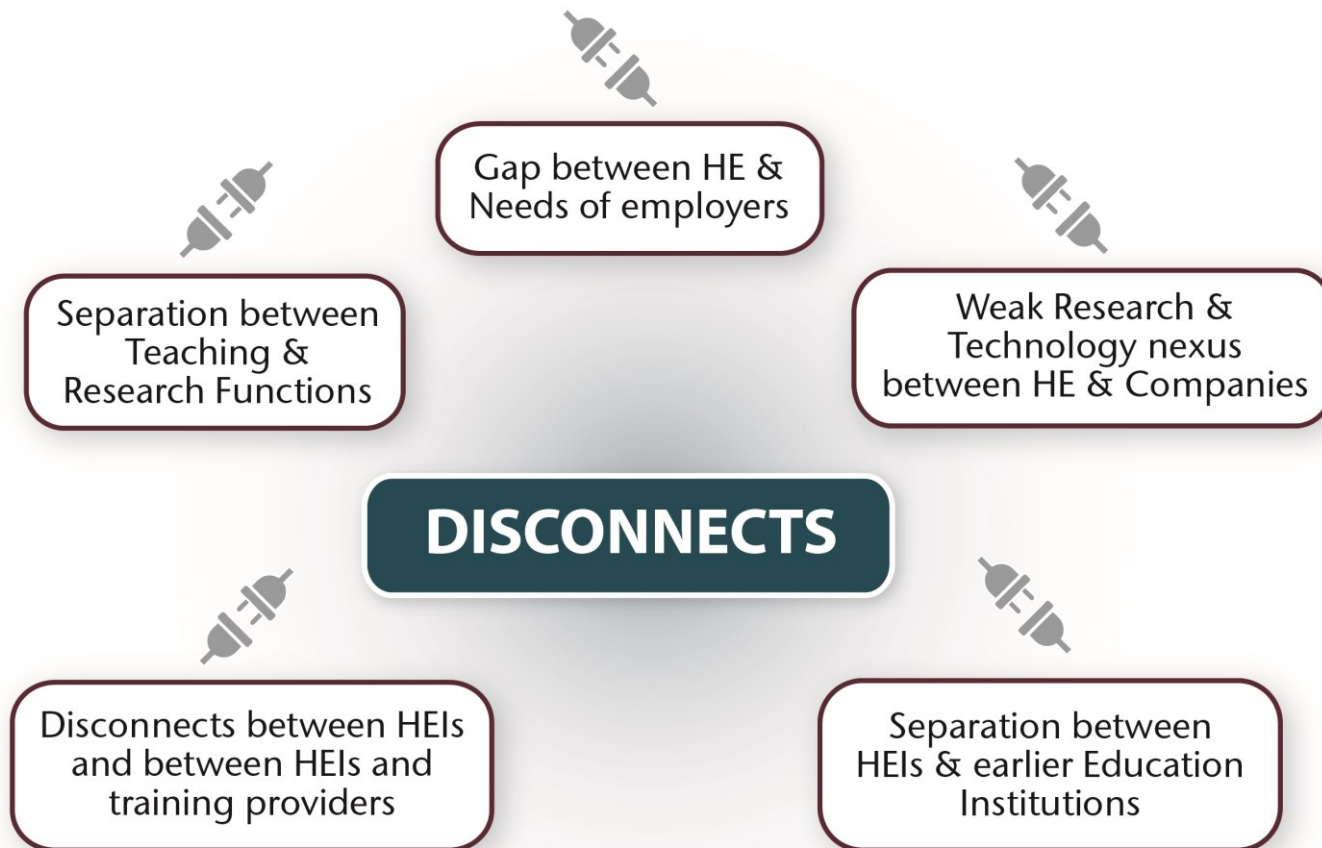 Gap between HE &
Needs of employers
Separation between
Teaching &
Research Functions
Weak Research &
Technology nexus
between HE & Companies
DISCONNECTS
Disconnects between HEIs
and between HEIs and
training providers
Separation between
HEIs & earlier Education
Institutions